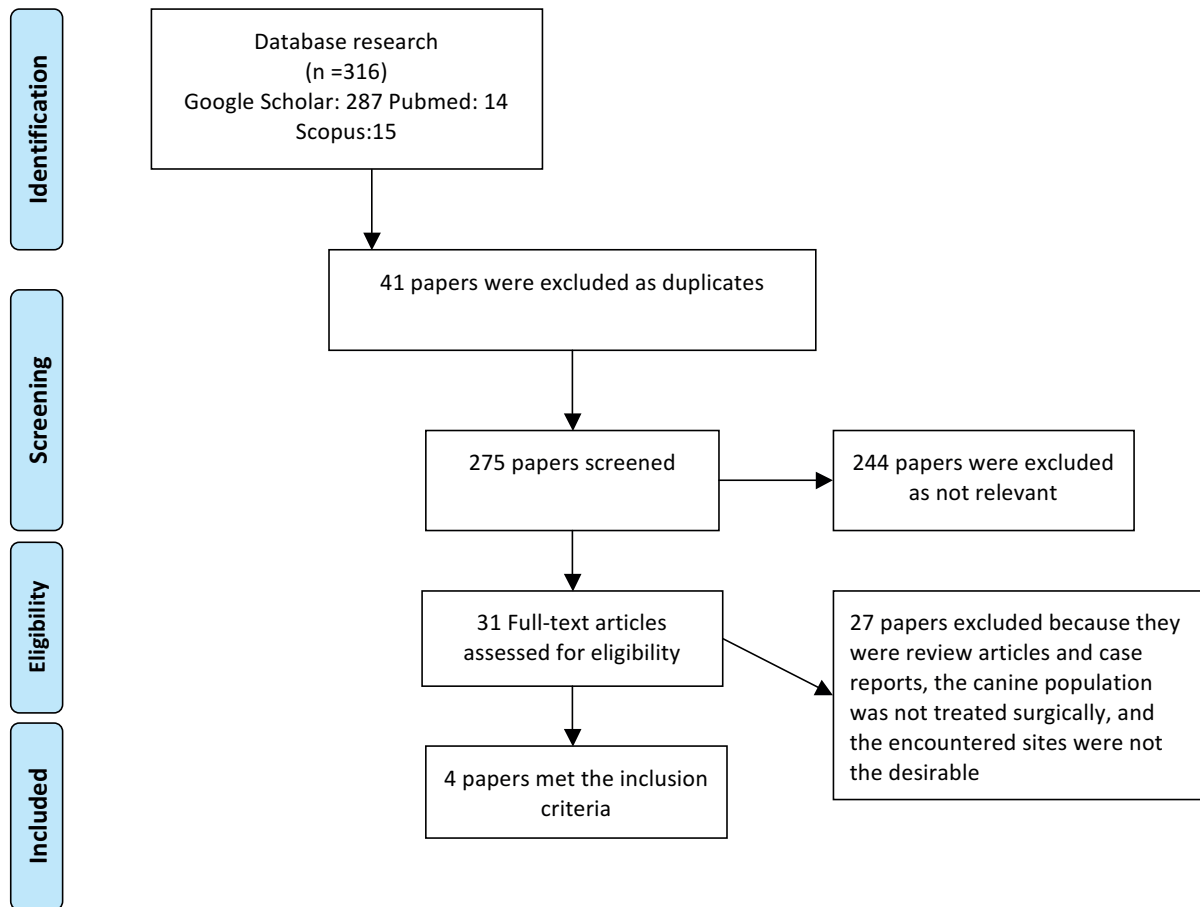 Identification
Database research
(n =316)
Google Scholar: 287 Pubmed: 14
Scopus:15
41 papers were excluded as duplicates
Screening
275 papers screened
244 papers were excluded
as not relevant
Eligibility
31 Full-text articles
assessed for eligibility
27 papers excluded because they
were review articles and case
reports, the canine population
was not treated surgically, and
the encountered sites were not
the desirable
Included
4 papers met the inclusion
criteria